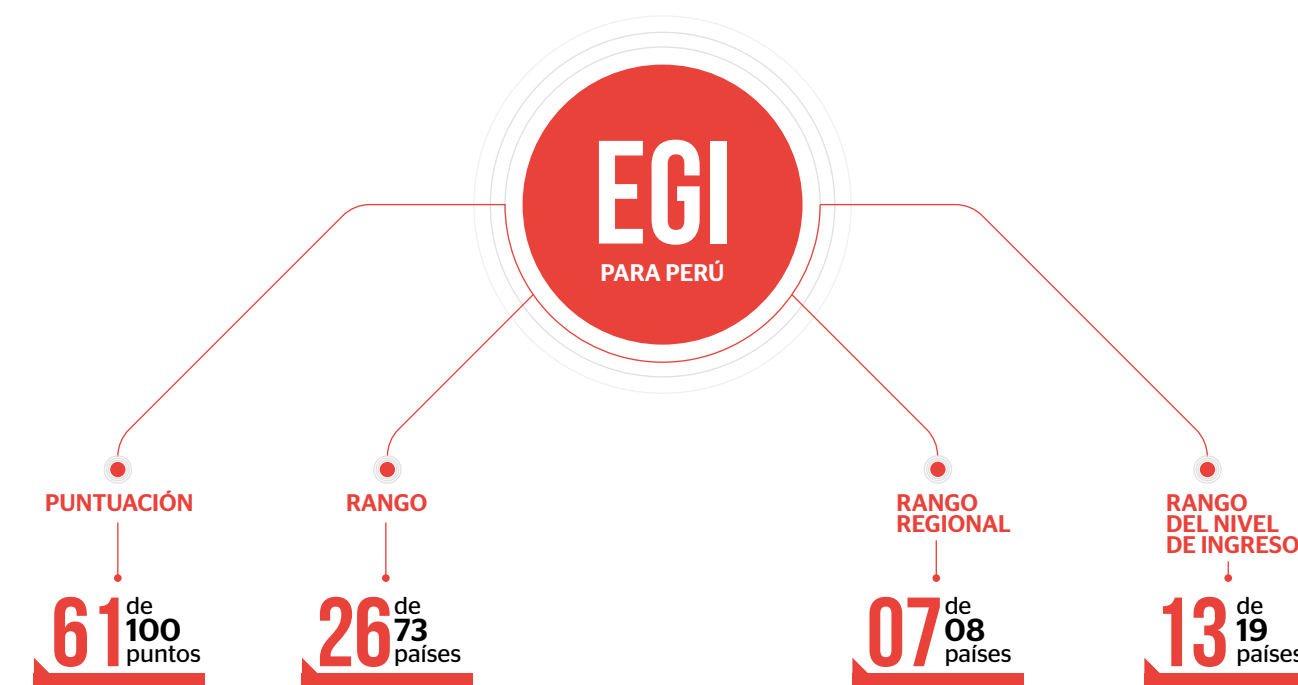 EGI
PARA PERÚ
PUNTUACIÓN
61 de
100
puntos
RANGO
26 de
73
países
RANGO
REGIONAL
07 de
08
países
RANGO
DEL NIVEL
DE INGRESO
13 de
19
países